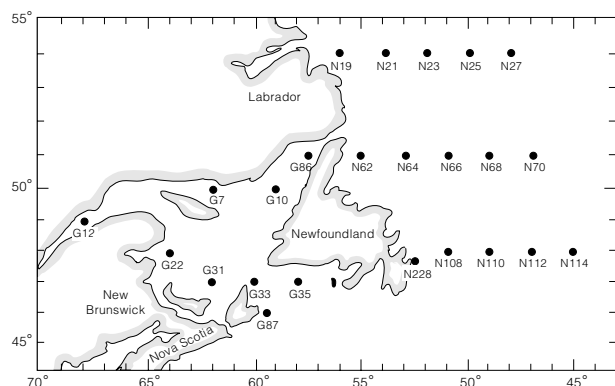 55°
N19 N21 N23 N25 N27
Labrador
G86 N62 N64 N66 N68 N70
50°
G7 G10
G12
Newfoundland
G22
G31
N228 N108 N110 N112 N114
New
Brunswick
G33 G35
G87
Nova Scotia
45°
70° 65° 60° 55° 50° 45°